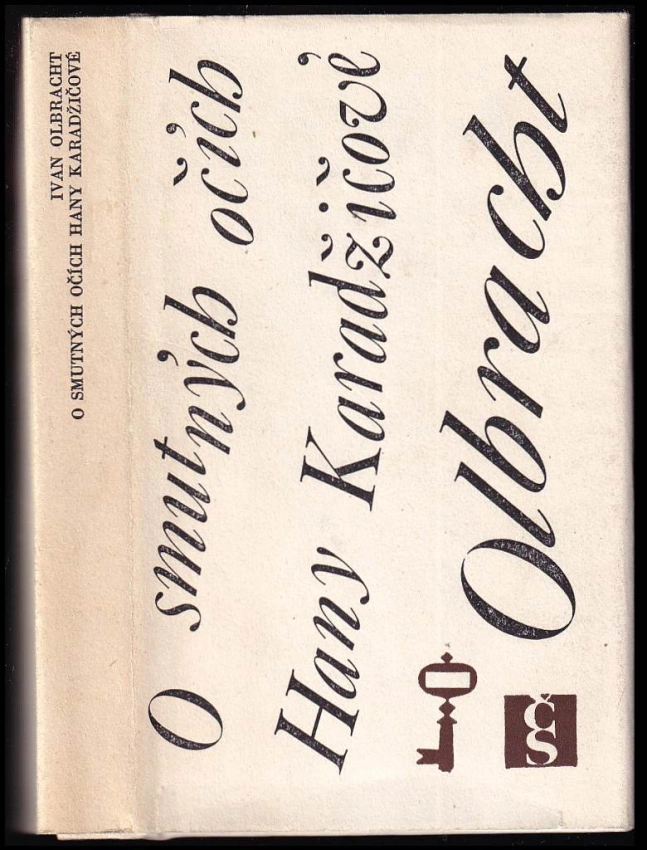 IVAN OLBRACHT
O SMUTNÝCH OČÍCH HANY KARADŽIČOVÉ
O smutných očích
Hany Karadžičové
Olbracht
ČS